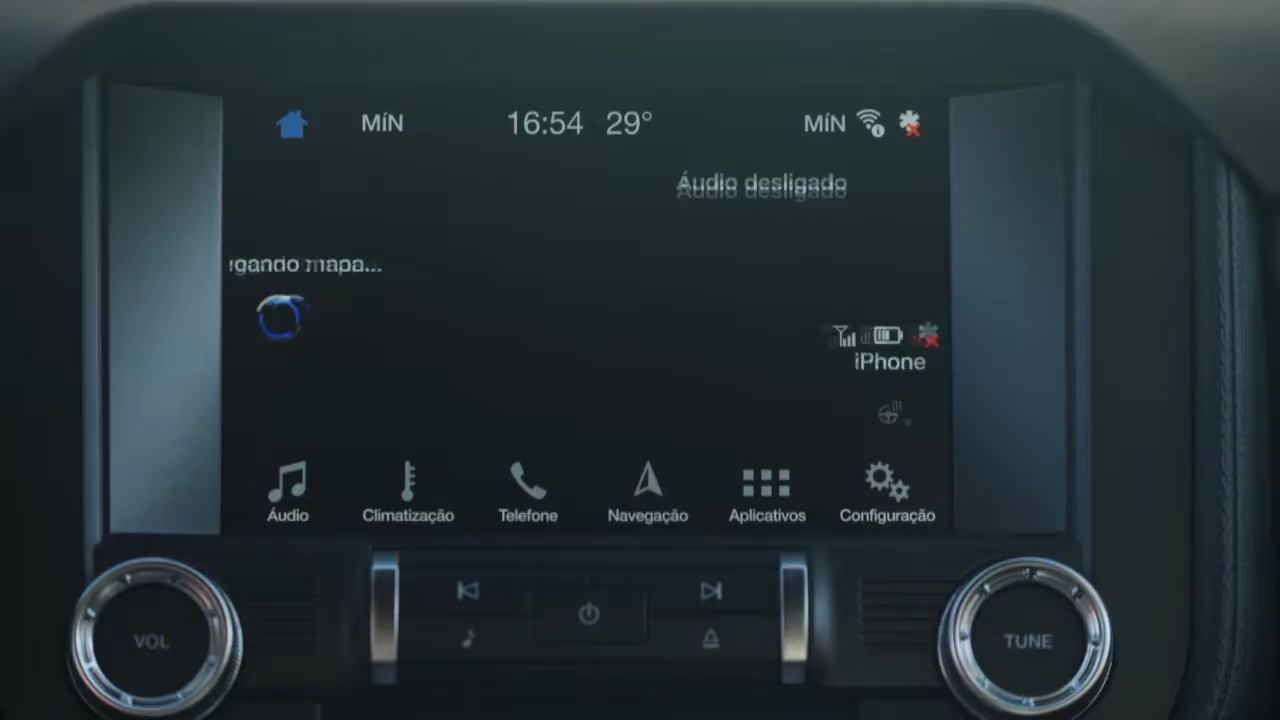 MÍN 16:54 29° MÍN
Áudio desligado
gando mapa...
iPhone
Áudio Climatização Telefone Navegação Aplicativos Configuração
VOL TUNE